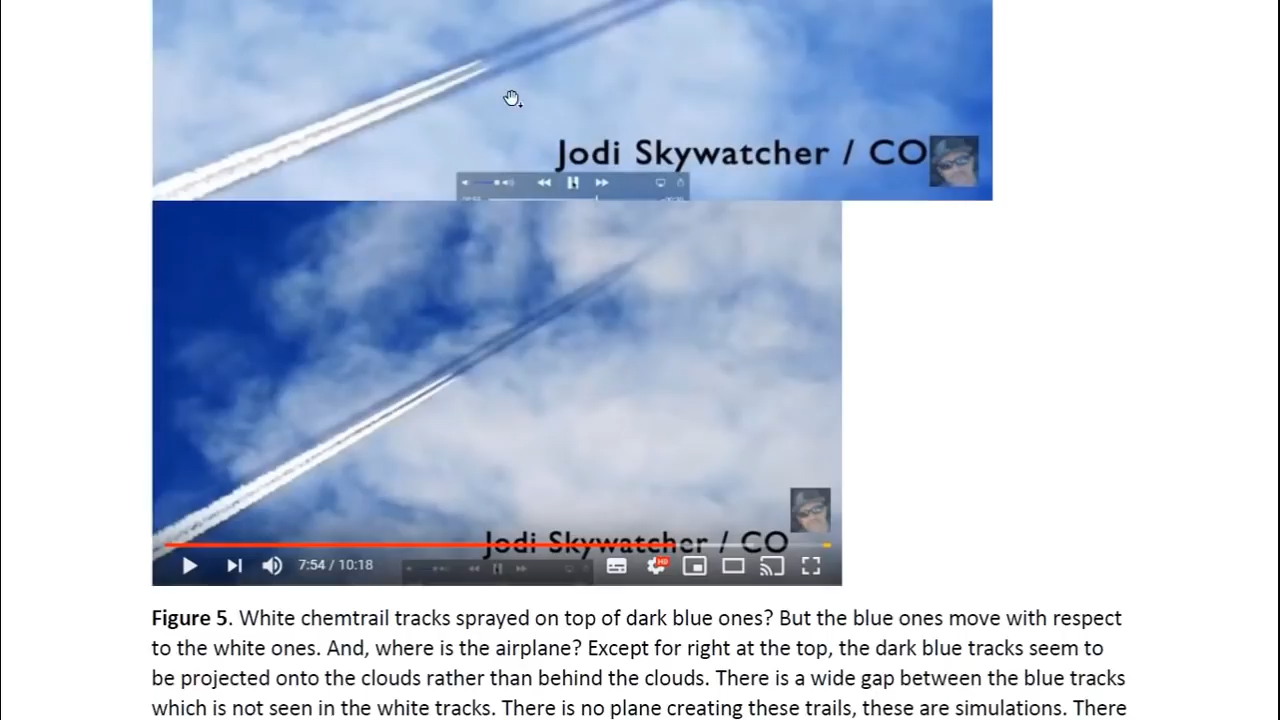 Jodi Skywatcher / CO
Jodi Skywatcher / CO
7:54 / 10:18
HD
Figure 5. White chemtrail tracks sprayed on top of dark blue ones? But the blue ones move with respect
to the white ones. And, where is the airplane? Except for right at the top, the dark blue tracks seem to
be projected onto the clouds rather than behind the clouds. There is a wide gap between the blue tracks
which is not seen in the white tracks. There is no plane creating these trails, these are simulations. There